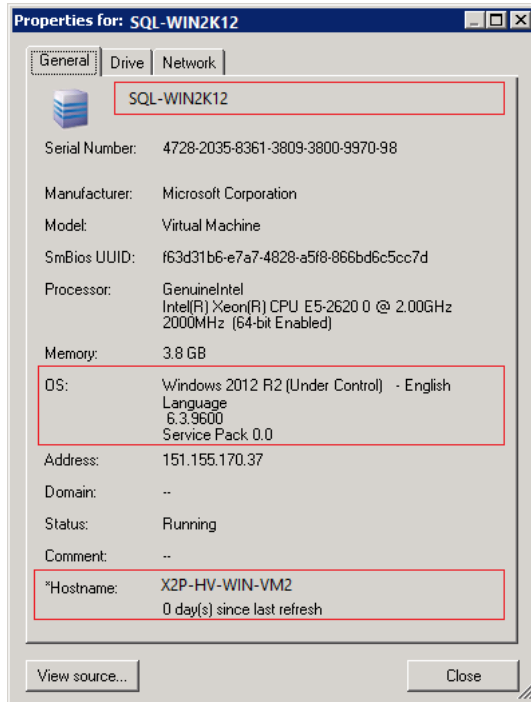 Properties for: SQL-WIN2K12
General Drive Network
SQL-WIN2K12
Serial Number: 4728-2035-8361-3809-3800-9970-98
Manufacturer: Microsoft Corporation
Model: Virtual Machine
SmBios UUID: f63d31b6-e7a7-4828-a5f8-866bd6c5cc7d
Processor: GenuineIntel
Intel(R) Xeon(R) CPU E5-2620 0 @ 2.00GHz
2000MHz (64-bit Enabled)
Memory: 3.8 GB
OS: Windows 2012 R2 (Under Control) - English
Language
6.3.9600
Service Pack 0.0
Address: 151.155.170.37
Domain: --
Status: Running
Comment: --
*Hostname: X2P-HV-WIN-VM2
0 day(s) since last refresh
View source... Close